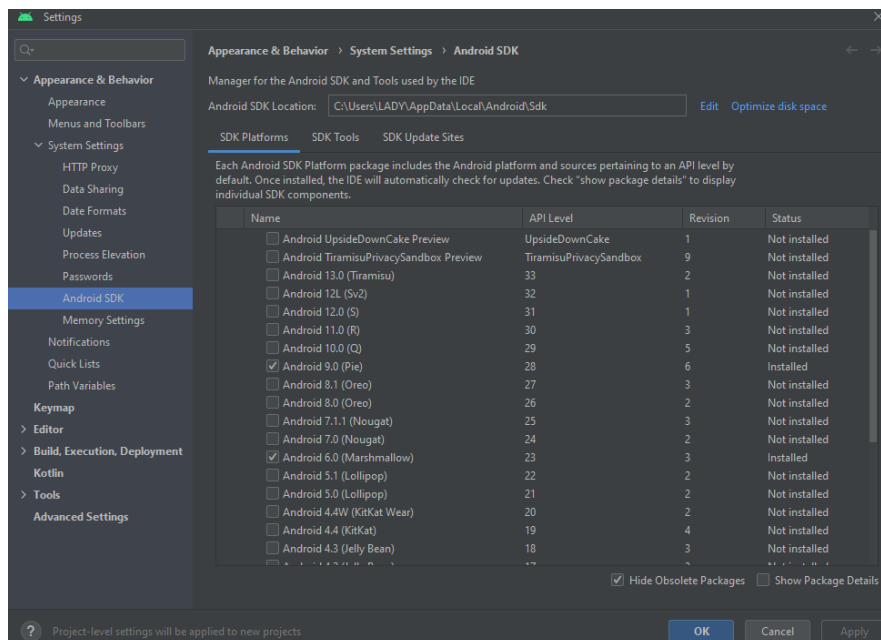 Settings
Appearance & Behavior
Appearance
Menus and Toolbars
System Settings
HTTP Proxy
Data Sharing
Date Formats
Updates
Process Elevation
Passwords
Android SDK
Memory Settings
Notifications
Quick Lists
Path Variables
Keymap
Editor
Build, Execution, Deployment
Kotlin
Tools
Advanced Settings
Appearance & Behavior › System Settings › Android SDK
Manager for the Android SDK and Tools used by the IDE
Android SDK Location: C:\Users\LADY\AppData\Local\Android\Sdk Edit Optimize disk space
SDK Platforms SDK Tools SDK Update Sites
Each Android SDK Platform package includes the Android platform and sources pertaining to an API level by
default. Once installed, the IDE will automatically check for updates. Check "show package details" to display
individual SDK components.
Name API Level Revision Status
Android UpsideDownCake Preview UpsideDownCake 1 Not installed
Android TiramisuPrivacySandbox Preview TiramisuPrivacySandbox 9 Not installed
Android 13.0 (Tiramisu) 33 2 Not installed
Android 12L (Sv2) 32 1 Not installed
Android 12.0 (S) 31 1 Not installed
Android 11.0 (R) 30 3 Not installed
Android 10.0 (Q) 29 5 Not installed
Android 9.0 (Pie) 28 6 Installed
Android 8.1 (Oreo) 27 3 Not installed
Android 8.0 (Oreo) 26 2 Not installed
Android 7.1.1 (Nougat) 25 3 Not installed
Android 7.0 (Nougat) 24 2 Not installed
Android 6.0 (Marshmallow) 23 3 Installed
Android 5.1 (Lollipop) 22 2 Not installed
Android 5.0 (Lollipop) 21 2 Not installed
Android 4.4W (KitKat Wear) 20 2 Not installed
Android 4.4 (KitKat) 19 4 Not installed
Android 4.3 (Jelly Bean) 18 3 Not installed
Hide Obsolete Packages Show Package Details
? Project-level settings will be applied to new projects
OK Cancel Apply